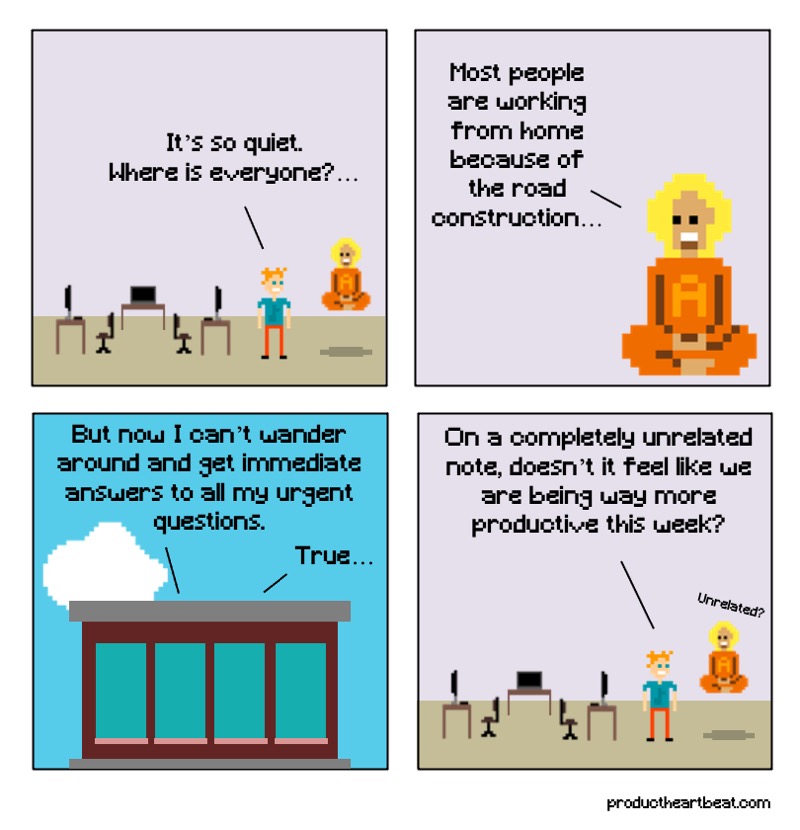 It's so quiet.
Where is everyone?...
Most people
are working
from home
because of
the road
construction...
But now I can't wander
around and get immediate
answers to all my urgent
questions.
True...
On a completely unrelated
note, doesn't it feel like we
are being way more
productive this week?
Unrelated?
productheartbeat.com